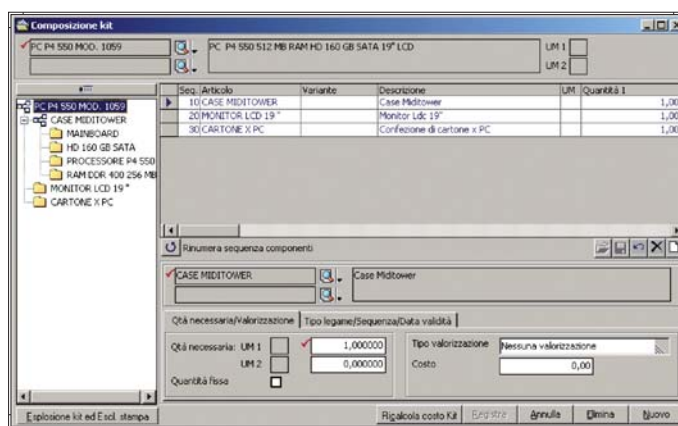 Composizione kit
PC P4 550 MOD. 1059
PC P4 550 512 MB RAM HD 160 GB SATA 19" LCD
UM 1
UM 2
PC P4 550 MOD. 1059
CASE MIDITOWER
MAINBOARD
HD 160 GB SATA
PROCESSORE P4 550
RAM DDR 400 256 MB
MONITOR LCD 19 "
CARTONE X PC
Seq. Articolo Variante Descrizione UM Quantità 1
10 CASE MIDITOWER Case Miditower 1,00
20 MONITOR LCD 19 " Monitor Ldc 19" 1,00
30 CARTONE X PC Confezione di cartone x PC 1,00
Rinumera sequenza componenti
CASE MIDITOWER Case Miditower
Qtà necessaria/Valorizzazione Tipo legame/Sequenza/Data validità
Qtà necessaria: UM 1 1,000000
UM 2 0,000000
Quantità fissa
Tipo valorizzazione Nessuna valorizzazione
Costo 0,00
Esplosione kit ed Escl. stampa
Rigalcola costo Kit Registra Annulla Elimina Nuovo